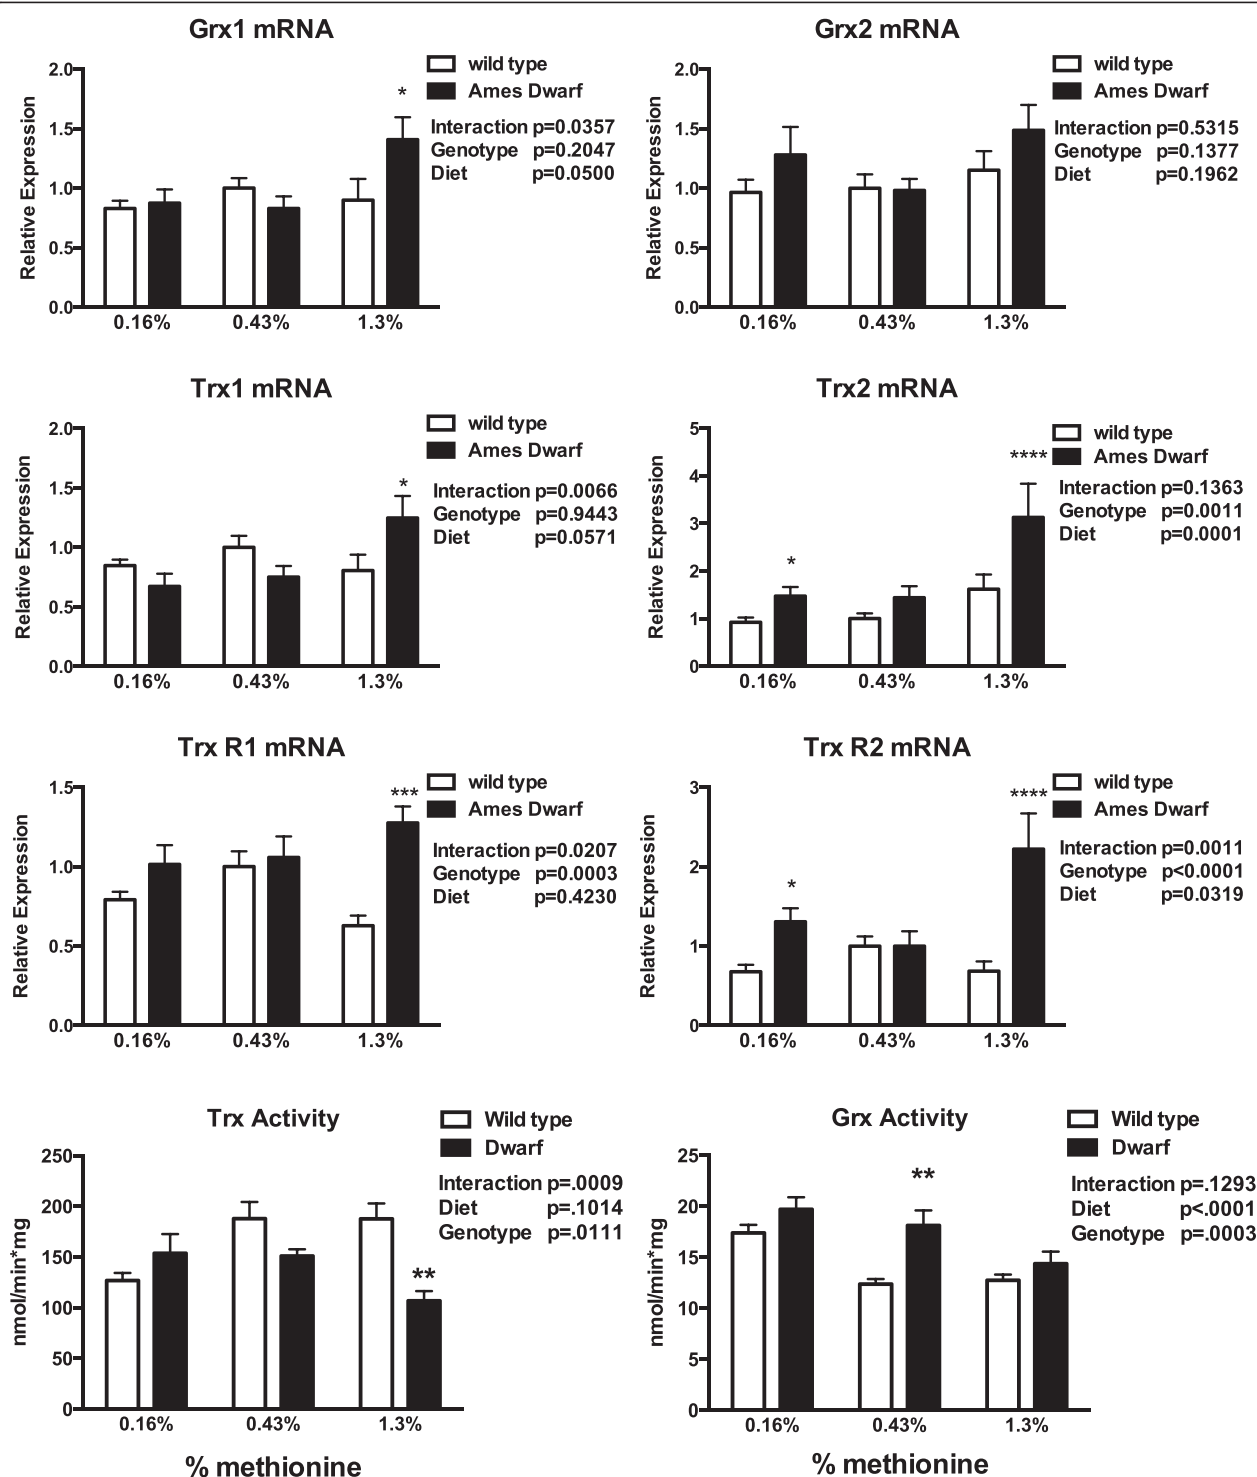 Grx1 mRNA
wild type
Ames Dwarf
*
Interaction p=0.0357
Genotype p=0.2047
Diet p=0.0500
Relative Expression
2.0
1.5
1.0
0.5
0.0
0.16% 0.43% 1.3%
Grx2 mRNA
wild type
Ames Dwarf
Interaction p=0.5315
Genotype p=0.1377
Diet p=0.1962
Relative Expression
2.0
1.5
1.0
0.5
0.0
0.16% 0.43% 1.3%
Trx1 mRNA
wild type
Ames Dwarf
*
Interaction p=0.0066
Genotype p=0.9443
Diet p=0.0571
Relative Expression
2.0
1.5
1.0
0.5
0.0
0.16% 0.43% 1.3%
Trx2 mRNA
wild type
Ames Dwarf
****
*
Interaction p=0.1363
Genotype p=0.0011
Diet p=0.0001
Relative Expression
5
4
3
2
1
0
0.16% 0.43% 1.3%
Trx R1 mRNA
wild type
Ames Dwarf
***
Interaction p=0.0207
Genotype p=0.0003
Diet p=0.4230
Relative Expression
1.5
1.0
0.5
0.0
0.16% 0.43% 1.3%
Trx R2 mRNA
wild type
Ames Dwarf
****
*
Interaction p=0.0011
Genotype p<0.0001
Diet p=0.0319
Relative Expression
3
2
1
0
0.16% 0.43% 1.3%
Trx Activity
Wild type
Dwarf
Interaction p=.0009
Diet p=.1014
Genotype p=.0111
**
nmol/min*mg
250
200
150
100
50
0
0.16% 0.43% 1.3%
% methionine
Grx Activity
Wild type
Dwarf
**
Interaction p=.1293
Diet p<.0001
Genotype p=.0003
nmol/min*mg
25
20
15
10
5
0
0.16% 0.43% 1.3%
% methionine